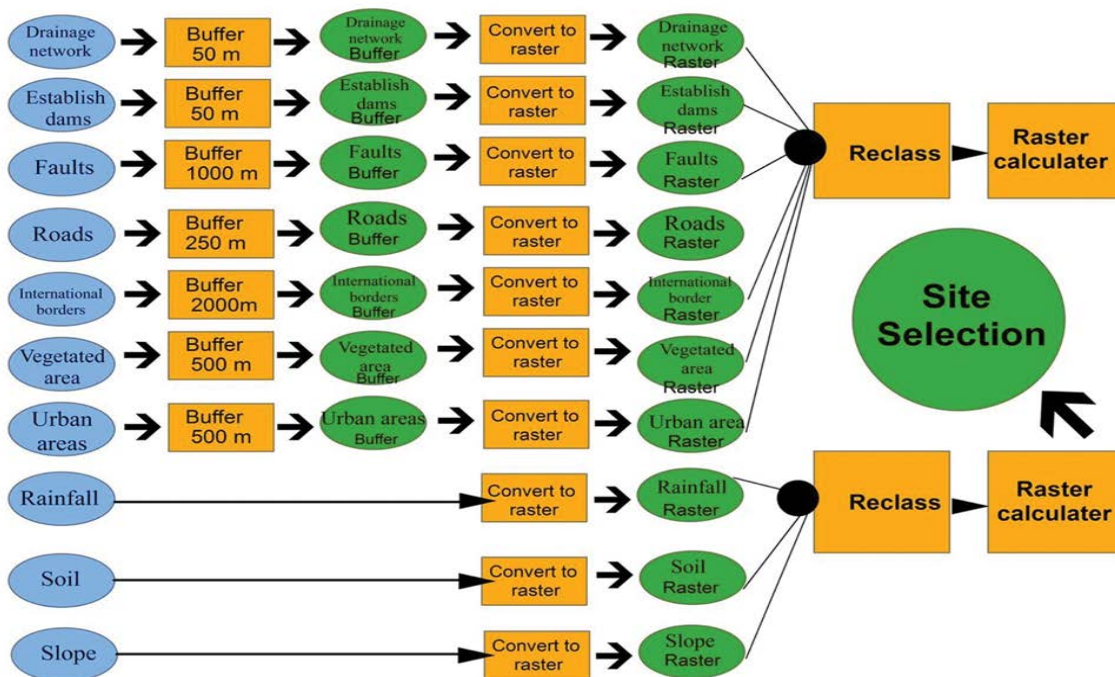 Drainage
network
Buffer
50 m
Drainage
network
Buffer
Convert to
raster
Drainage
network
Raster
Establish
dams
Buffer
50 m
Establish
dams
Buffer
Convert to
raster
Establish
dams
Raster
Faults
Buffer
1000 m
Faults
Buffer
Convert to
raster
Faults
Raster
Reclass
Raster
calculater
Roads
Buffer
250 m
Roads
Buffer
Convert to
raster
Roads
Raster
International
borders
Buffer
2000m
International
borders
Buffer
Convert to
raster
International
border
Raster
Site
Selection
Vegetated
area
Buffer
500 m
Vegetated
area
Buffer
Convert to
raster
Vegetated
area
Raster
Urban
areas
Buffer
500 m
Urban areas
Buffer
Convert to
raster
Urban area
Raster
Rainfall
Convert to
raster
Rainfall
Raster
Reclass
Raster
calculater
Soil
Convert to
raster
Soil
Raster
Slope
Convert to
raster
Slope
Raster